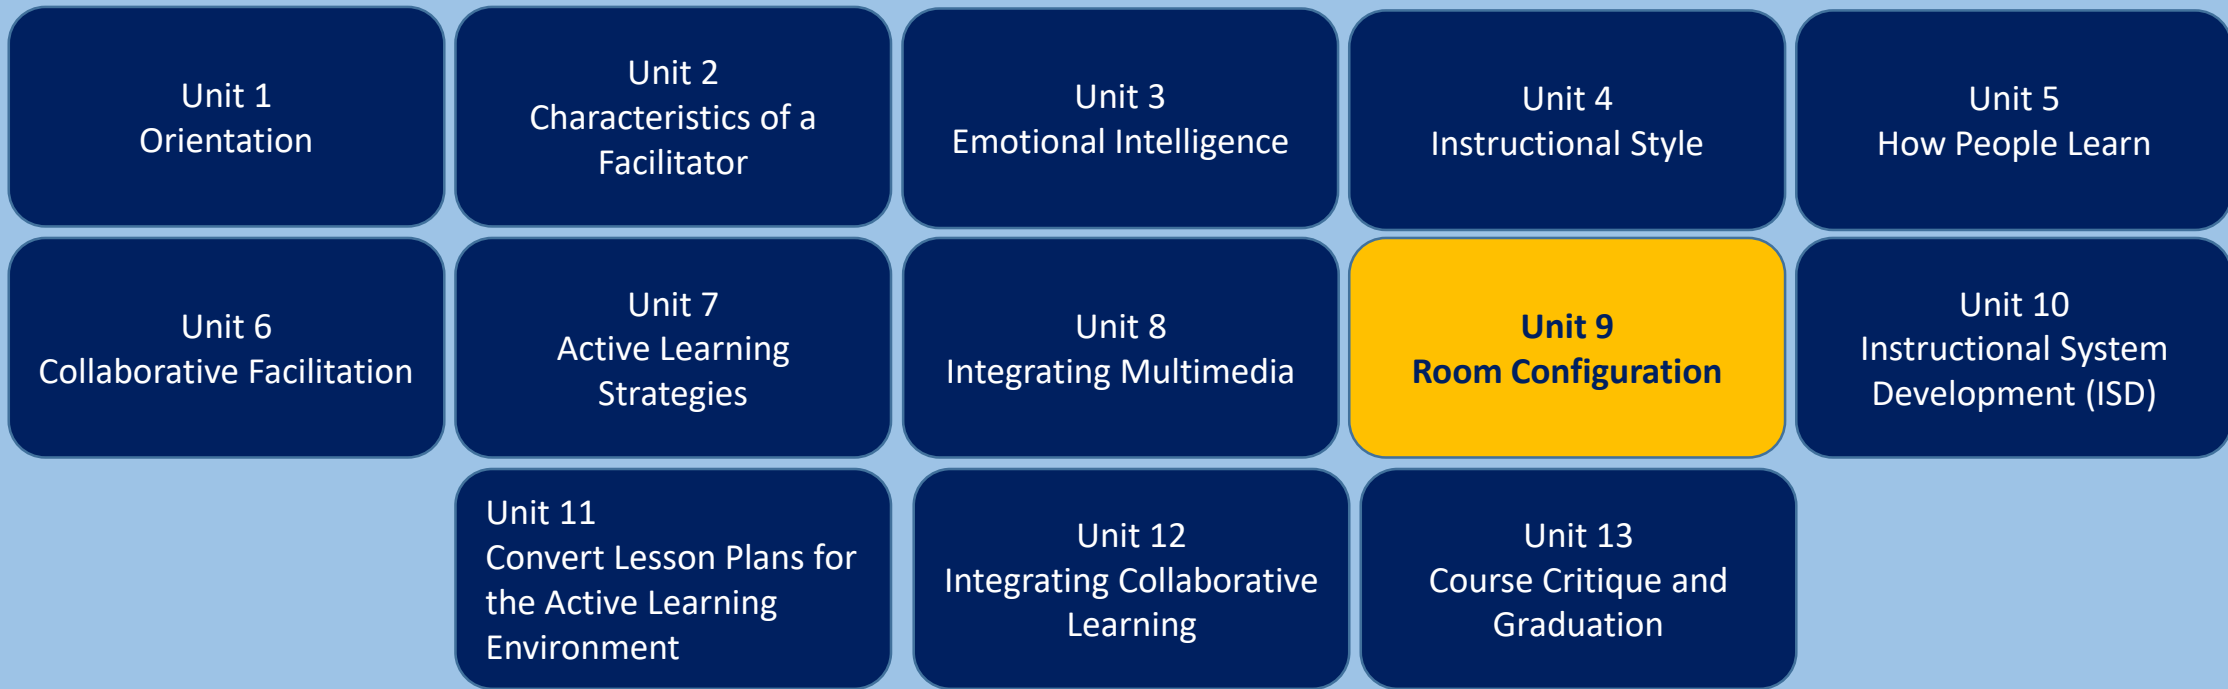 Unit 1
Orientation
Unit 2
Characteristics of a
Facilitator
Unit 3
Emotional Intelligence
Unit 4
Instructional Style
Unit 5
How People Learn
Unit 6
Collaborative Facilitation
Unit 7
Active Learning
Strategies
Unit 8
Integrating Multimedia
Unit 9
Room Configuration
Unit 10
Instructional System
Development (ISD)
Unit 11
Convert Lesson Plans for
the Active Learning
Environment
Unit 12
Integrating Collaborative
Learning
Unit 13
Course Critique and
Graduation